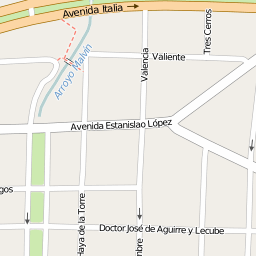 Avenida Italia
Arroyo Malvín
Valencia
Valiente
Tres Cerros
Avenida Estanislao López
gos
Haya de la Torre
Doctor José de Aguirre y Lecube
mbre